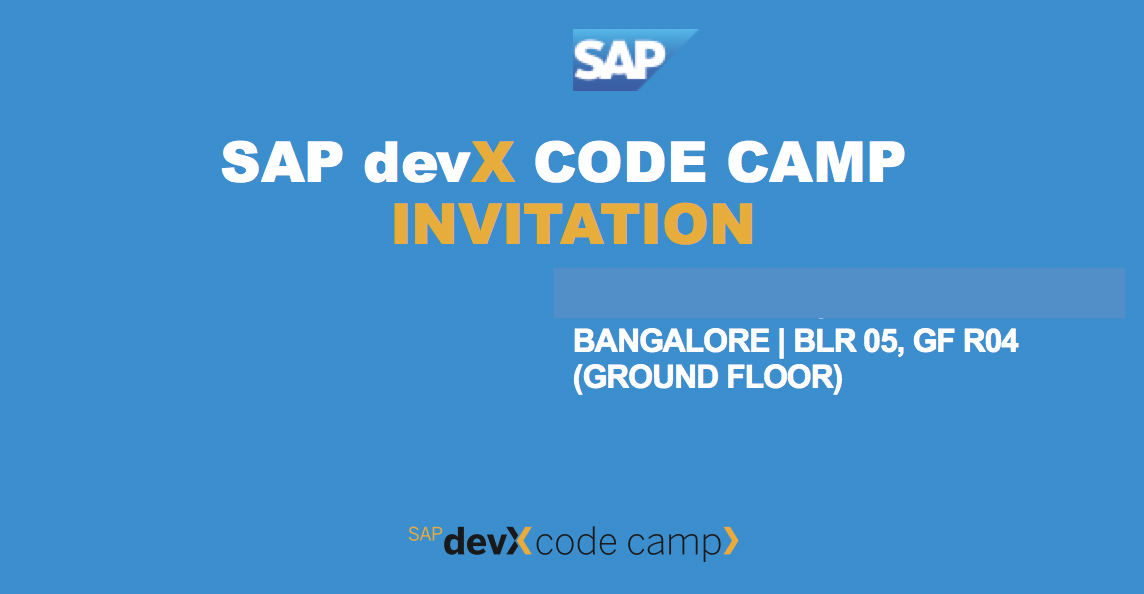 SAP
SAP devX CODE CAMP
INVITATION
BANGALORE | BLR 05, GF R04
(GROUND FLOOR)
SAP devX code camp